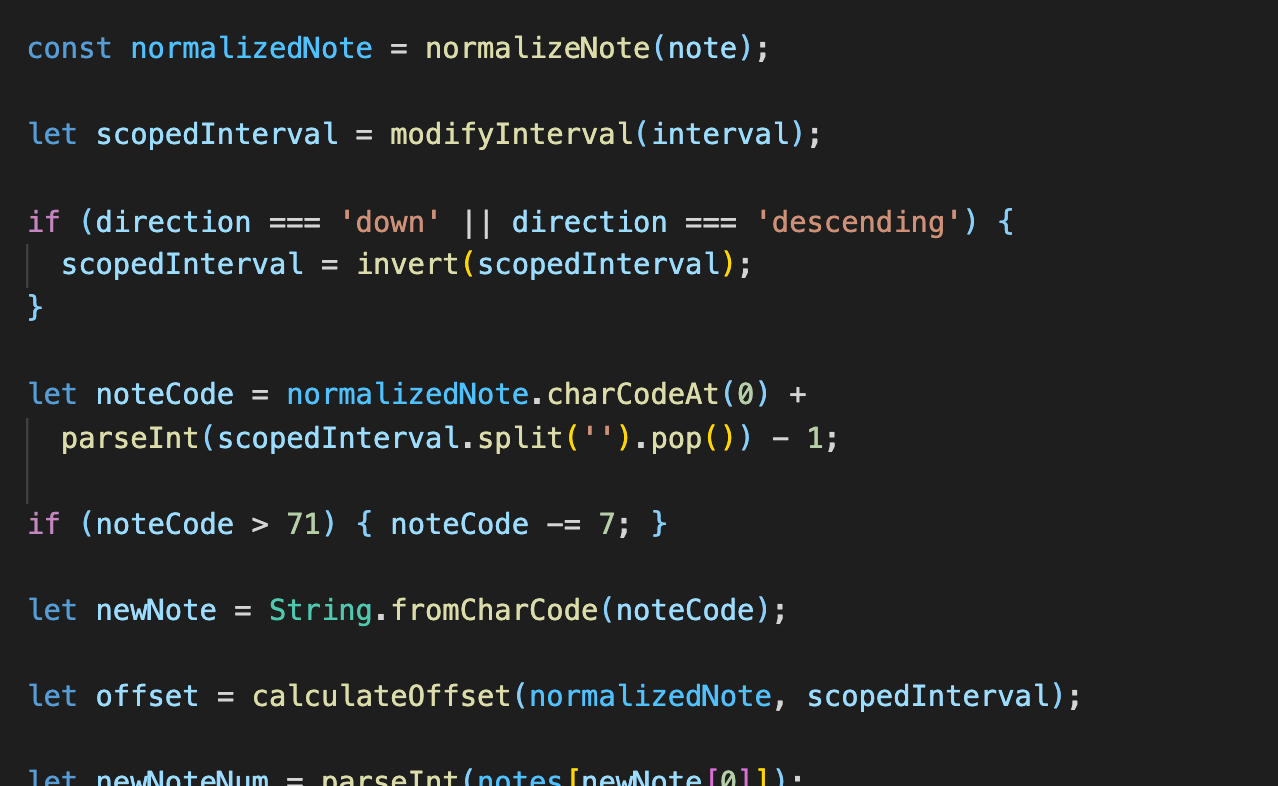 const normalizedNote = normalizeNote(note);
let scopedInterval = modifyInterval(interval);
if (direction === 'down' || direction === 'descending') {
  scopedInterval = invert(scopedInterval);
}
let noteCode = normalizedNote.charCodeAt(0) +
  parseInt(scopedInterval.split('').pop()) - 1;
if (noteCode > 71) { noteCode -= 7; }
let newNote = String.fromCharCode(noteCode);
let offset = calculateOffset(normalizedNote, scopedInterval);
let newNoteNum = parseInt(notes[newNote[0]]);